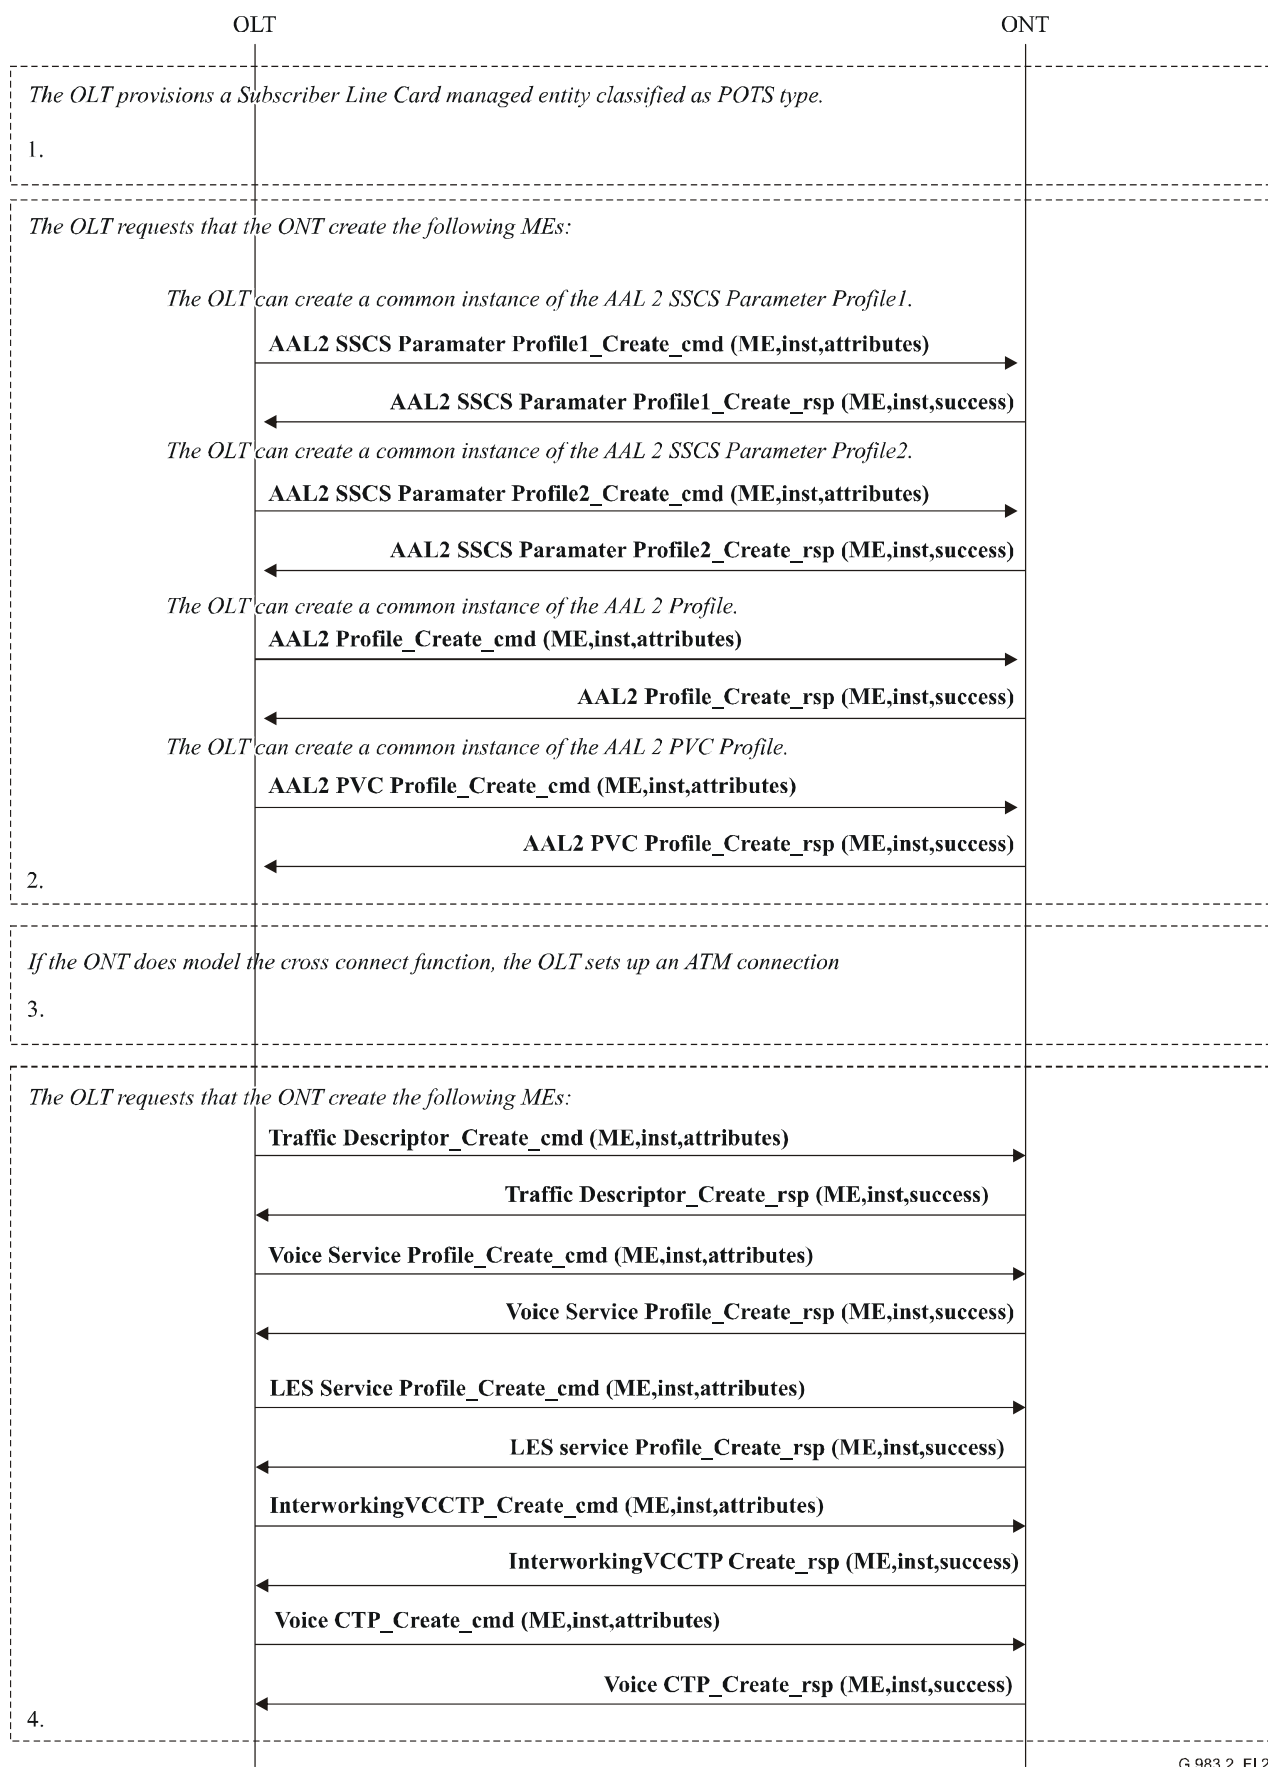 OLT ONT
The OLT provisions a Subscriber Line Card managed entity classified as POTS type.
1.
The OLT requests that the ONT create the following MEs:
The OLT can create a common instance of the AAL 2 SSCS Parameter Profile1.
AAL2 SSCS Paramater Profile1_Create_cmd (ME,inst,attributes)
AAL2 SSCS Paramater Profile1_Create_rsp (ME,inst,success)
The OLT can create a common instance of the AAL 2 SSCS Parameter Profile2.
AAL2 SSCS Paramater Profile2_Create_cmd (ME,inst,attributes)
AAL2 SSCS Paramater Profile2_Create_rsp (ME,inst,success)
The OLT can create a common instance of the AAL 2 Profile.
AAL2 Profile_Create_cmd (ME,inst,attributes)
AAL2 Profile_Create_rsp (ME,inst,success)
The OLT can create a common instance of the AAL 2 PVC Profile.
AAL2 PVC Profile_Create_cmd (ME,inst,attributes)
AAL2 PVC Profile_Create_rsp (ME,inst,success)
2.
If the ONT does model the cross connect function, the OLT sets up an ATM connection
3.
The OLT requests that the ONT create the following MEs:
Traffic Descriptor_Create_cmd (ME,inst,attributes)
Traffic Descriptor_Create_rsp (ME,inst,success)
Voice Service Profile_Create_cmd (ME,inst,attributes)
Voice Service Profile_Create_rsp (ME,inst,success)
LES Service Profile_Create_cmd (ME,inst,attributes)
LES service Profile_Create_rsp (ME,inst,success)
InterworkingVCCTP_Create_cmd (ME,inst,attributes)
InterworkingVCCTP Create_rsp (ME,inst,success)
Voice CTP_Create_cmd (ME,inst,attributes)
Voice CTP_Create_rsp (ME,inst,success)
4.
G.983.2_FI.2